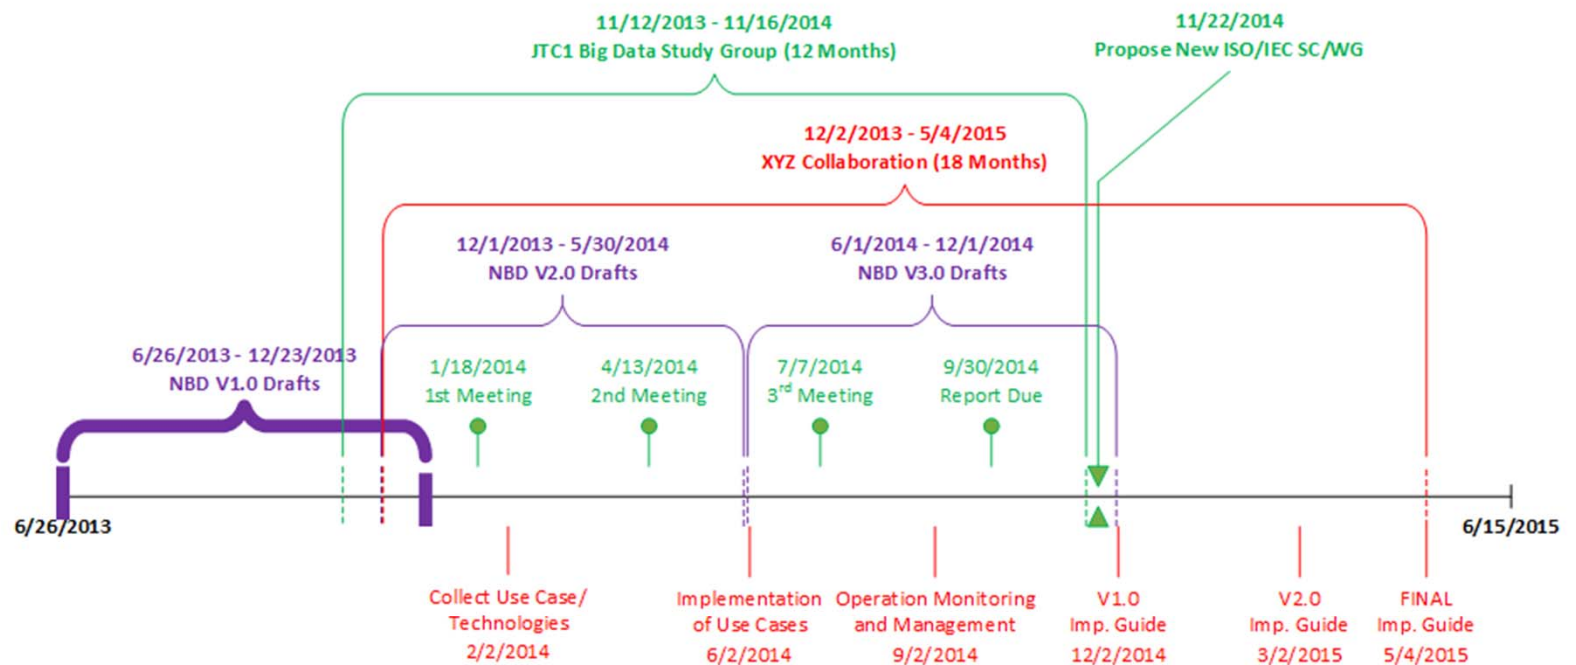 11/12/2013 - 11/16/2014
JTC1 Big Data Study Group (12 Months)
11/22/2014
Propose New ISO/IEC SC/WG
12/2/2013 - 5/4/2015
XYZ Collaboration (18 Months)
12/1/2013 - 5/30/2014
NBD V2.0 Drafts
6/1/2014 - 12/1/2014
NBD V3.0 Drafts
6/26/2013 - 12/23/2013
NBD V1.0 Drafts
1/18/2014
1st Meeting
4/13/2014
2nd Meeting
7/7/2014
3rd Meeting
9/30/2014
Report Due
6/26/2013
6/15/2015
Collect Use Case/
Technologies
2/2/2014
Implementation
of Use Cases
6/2/2014
Operation Monitoring
and Management
9/2/2014
V1.0
Imp. Guide
12/2/2014
V2.0
Imp. Guide
3/2/2015
FINAL
Imp. Guide
5/4/2015